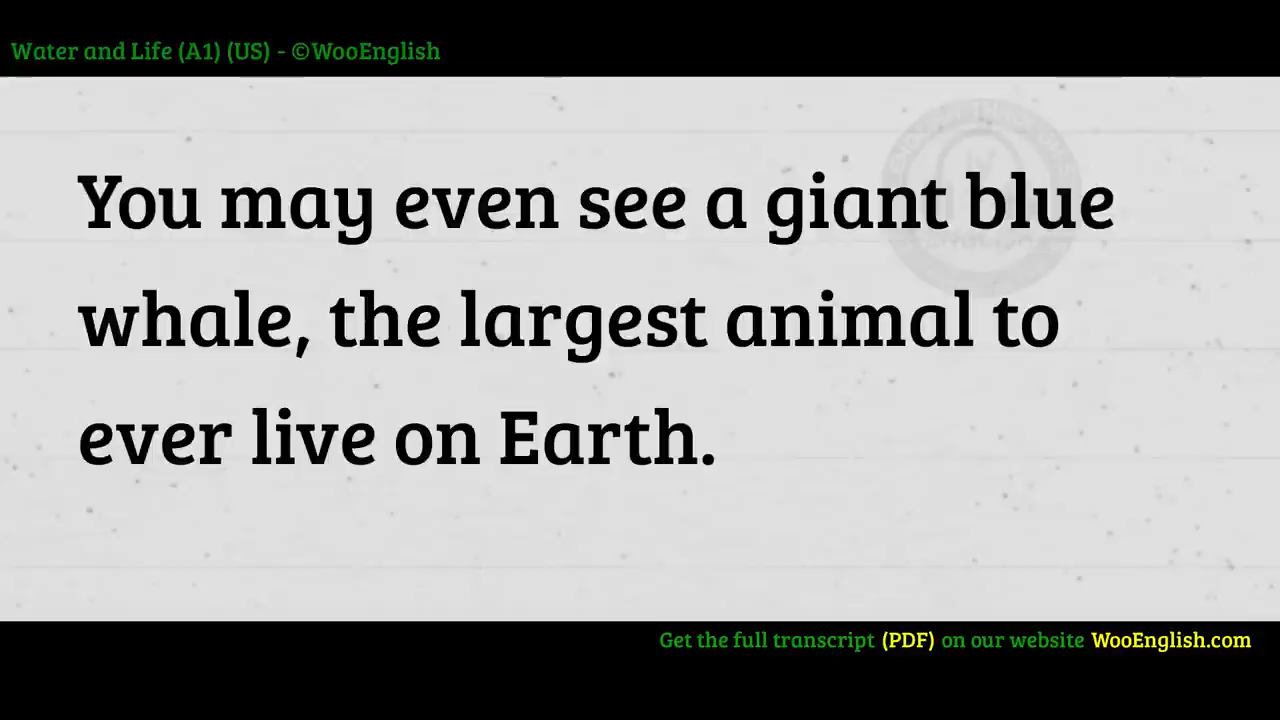 Water and Life (A1) (US) - ©WooEnglish
You may even see a giant blue
whale, the largest animal to
ever live on Earth.
Get the full transcript (PDF) on our website WooEnglish.com